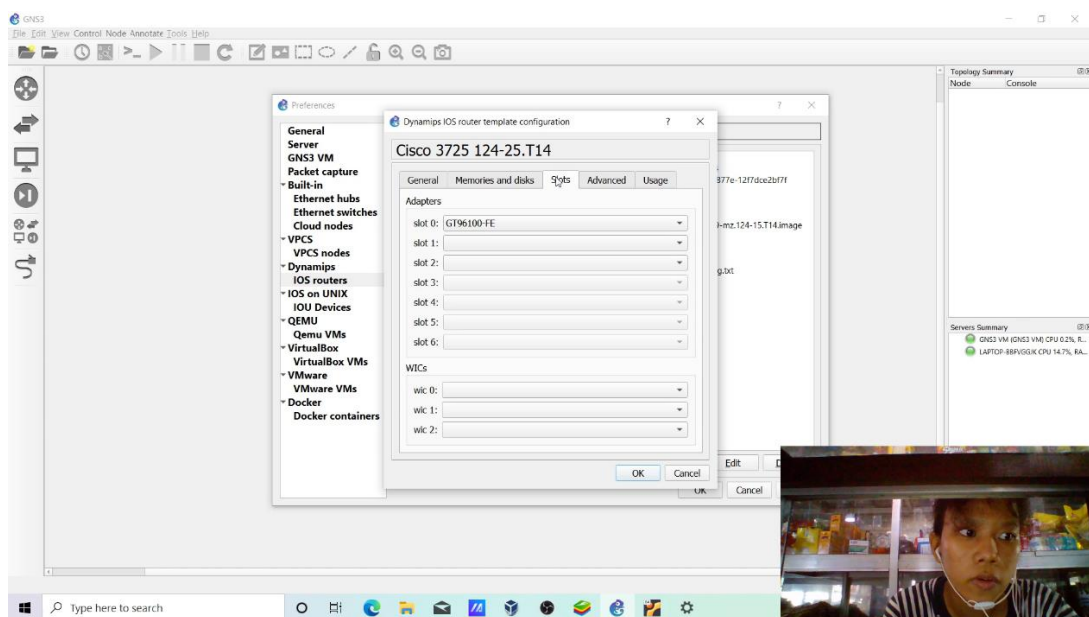 GNS3
File Edit View Control Node Annotate Tools Help
Topology Summary
Node Console
Preferences
General
Server
GNS3 VM
Packet capture
Built-in
Ethernet hubs
Ethernet switches
Cloud nodes
VPCS
VPCS nodes
Dynamips
IOS routers
IOS on UNIX
IOU Devices
QEMU
Qemu VMs
VirtualBox
VirtualBox VMs
VMware
VMware VMs
Docker
Docker containers
Dynamips IOS router template configuration
Cisco 3725 124-25.T14
General Memories and disks Slots Advanced Usage
Adapters
slot 0: GT96100-FE
slot 1:
slot 2:
slot 3:
slot 4:
slot 5:
slot 6:
WICs
wic 0:
wic 1:
wic 2:
OK Cancel
377e-12f7dce2bf7f
9-mz.124-15.T14.image
g.txt
Edit D
OK Cancel
Servers Summary
GNS3 VM (GNS3 VM) CPU 0.2%, R...
CPU 14.7%, RA...
Type here to search